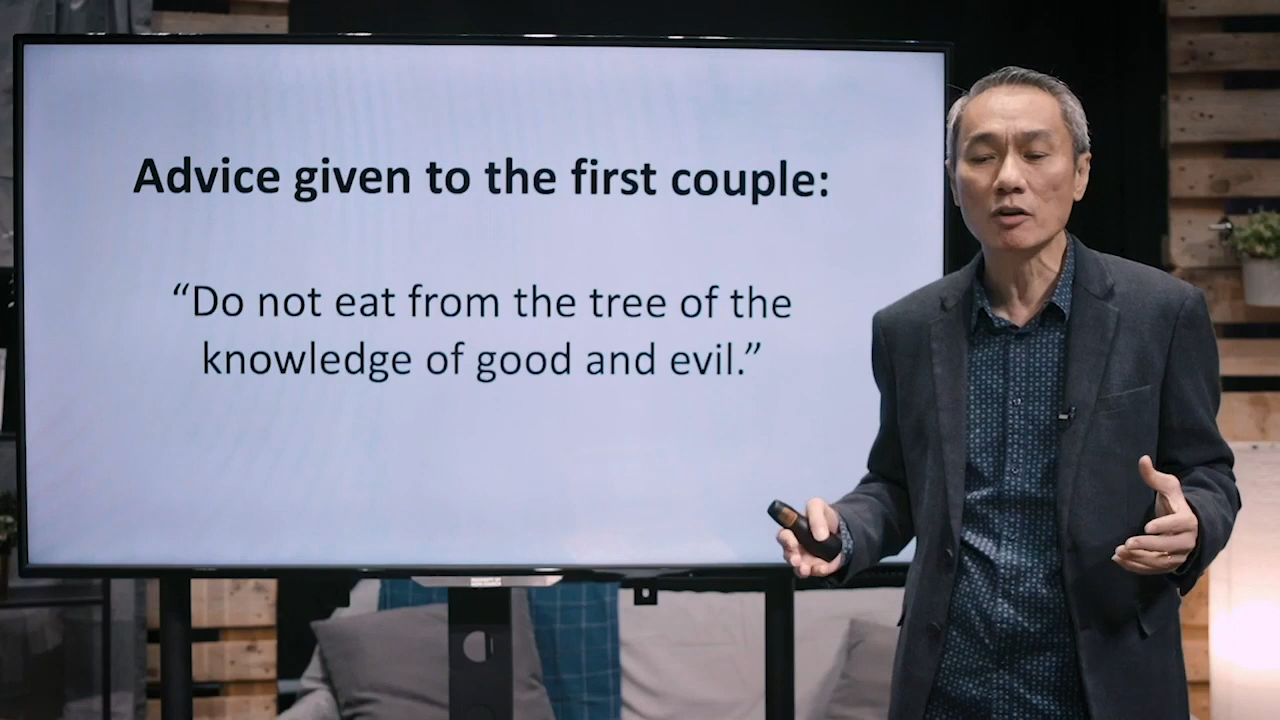 Advice given to the first couple:
“Do not eat from the tree of the
knowledge of good and evil.”